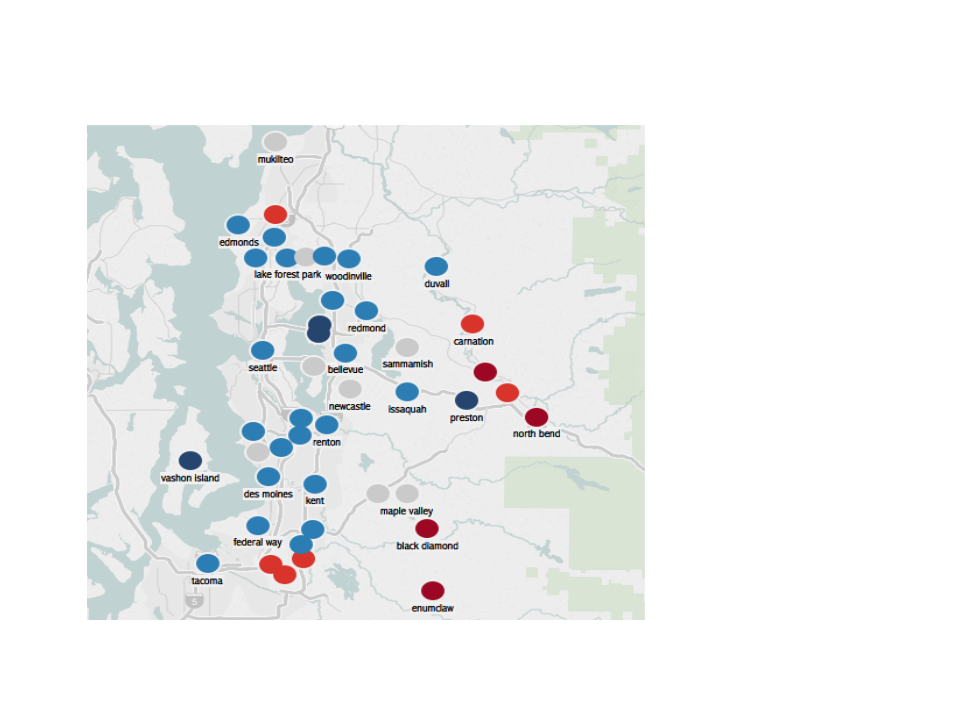 mukilteo
edmonds
lake forest park
woodinville
duvall
redmond
carnation
seattle
bellevue
sammamish
newcastle
issaquah
preston
north bend
renton
vashon island
des moines
kent
maple valley
federal way
black diamond
tacoma
5
enumclaw